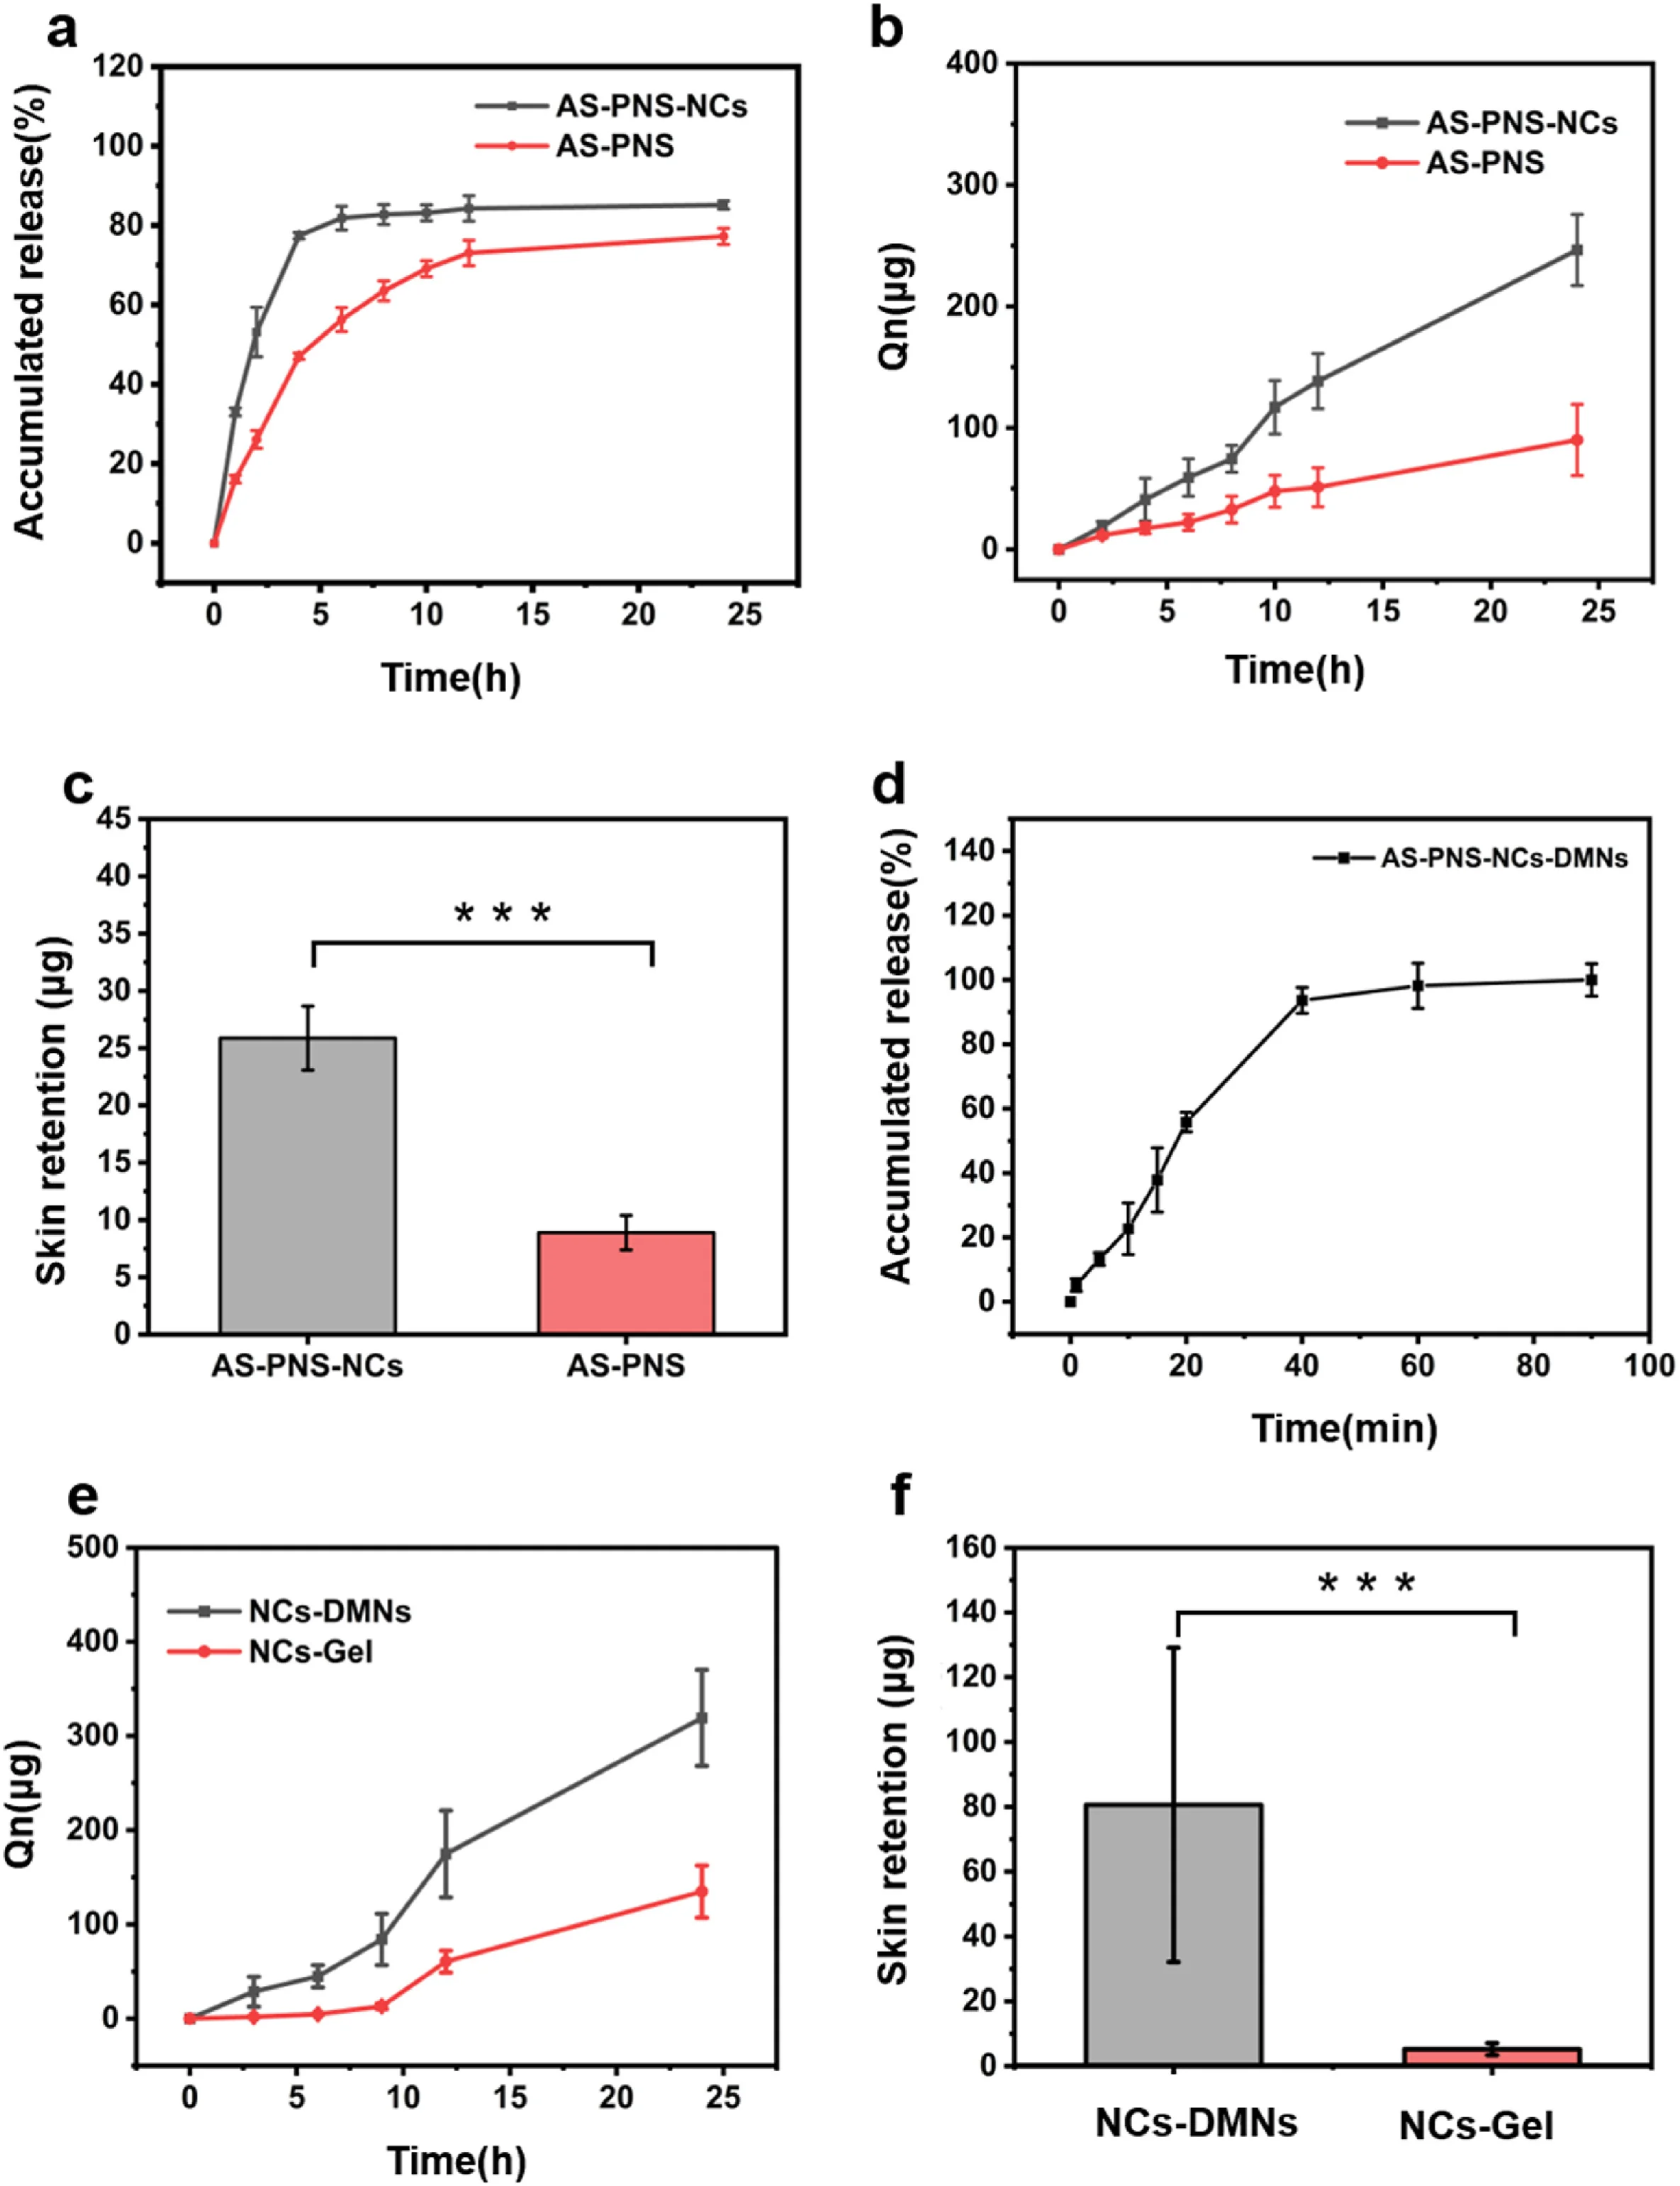 a
120
100
80
60
40
20
0
Accumulated release(%)
AS-PNS-NCs
AS-PNS
0 5 10 15 20 25
Time(h)
b
400
300
200
100
0
Qn(μg)
AS-PNS-NCs
AS-PNS
0 5 10 15 20 25
Time(h)
c
45
40
35
30
25
20
15
10
5
0
Skin retention (μg)
* * *
AS-PNS-NCs AS-PNS
d
140
120
100
80
60
40
20
0
Accumulated release(%)
AS-PNS-NCs-DMNs
0 20 40 60 80 100
Time(min)
e
500
400
300
200
100
0
Qn(μg)
NCs-DMNs
NCs-Gel
0 5 10 15 20 25
Time(h)
f
160
140
120
100
80
60
40
20
0
Skin retention (μg)
* * *
NCs-DMNs NCs-Gel